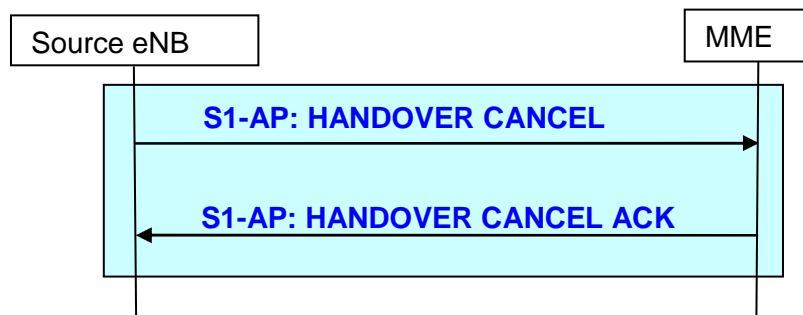 Source eNB
MME
S1-AP: HANDOVER CANCEL
S1-AP: HANDOVER CANCEL ACK